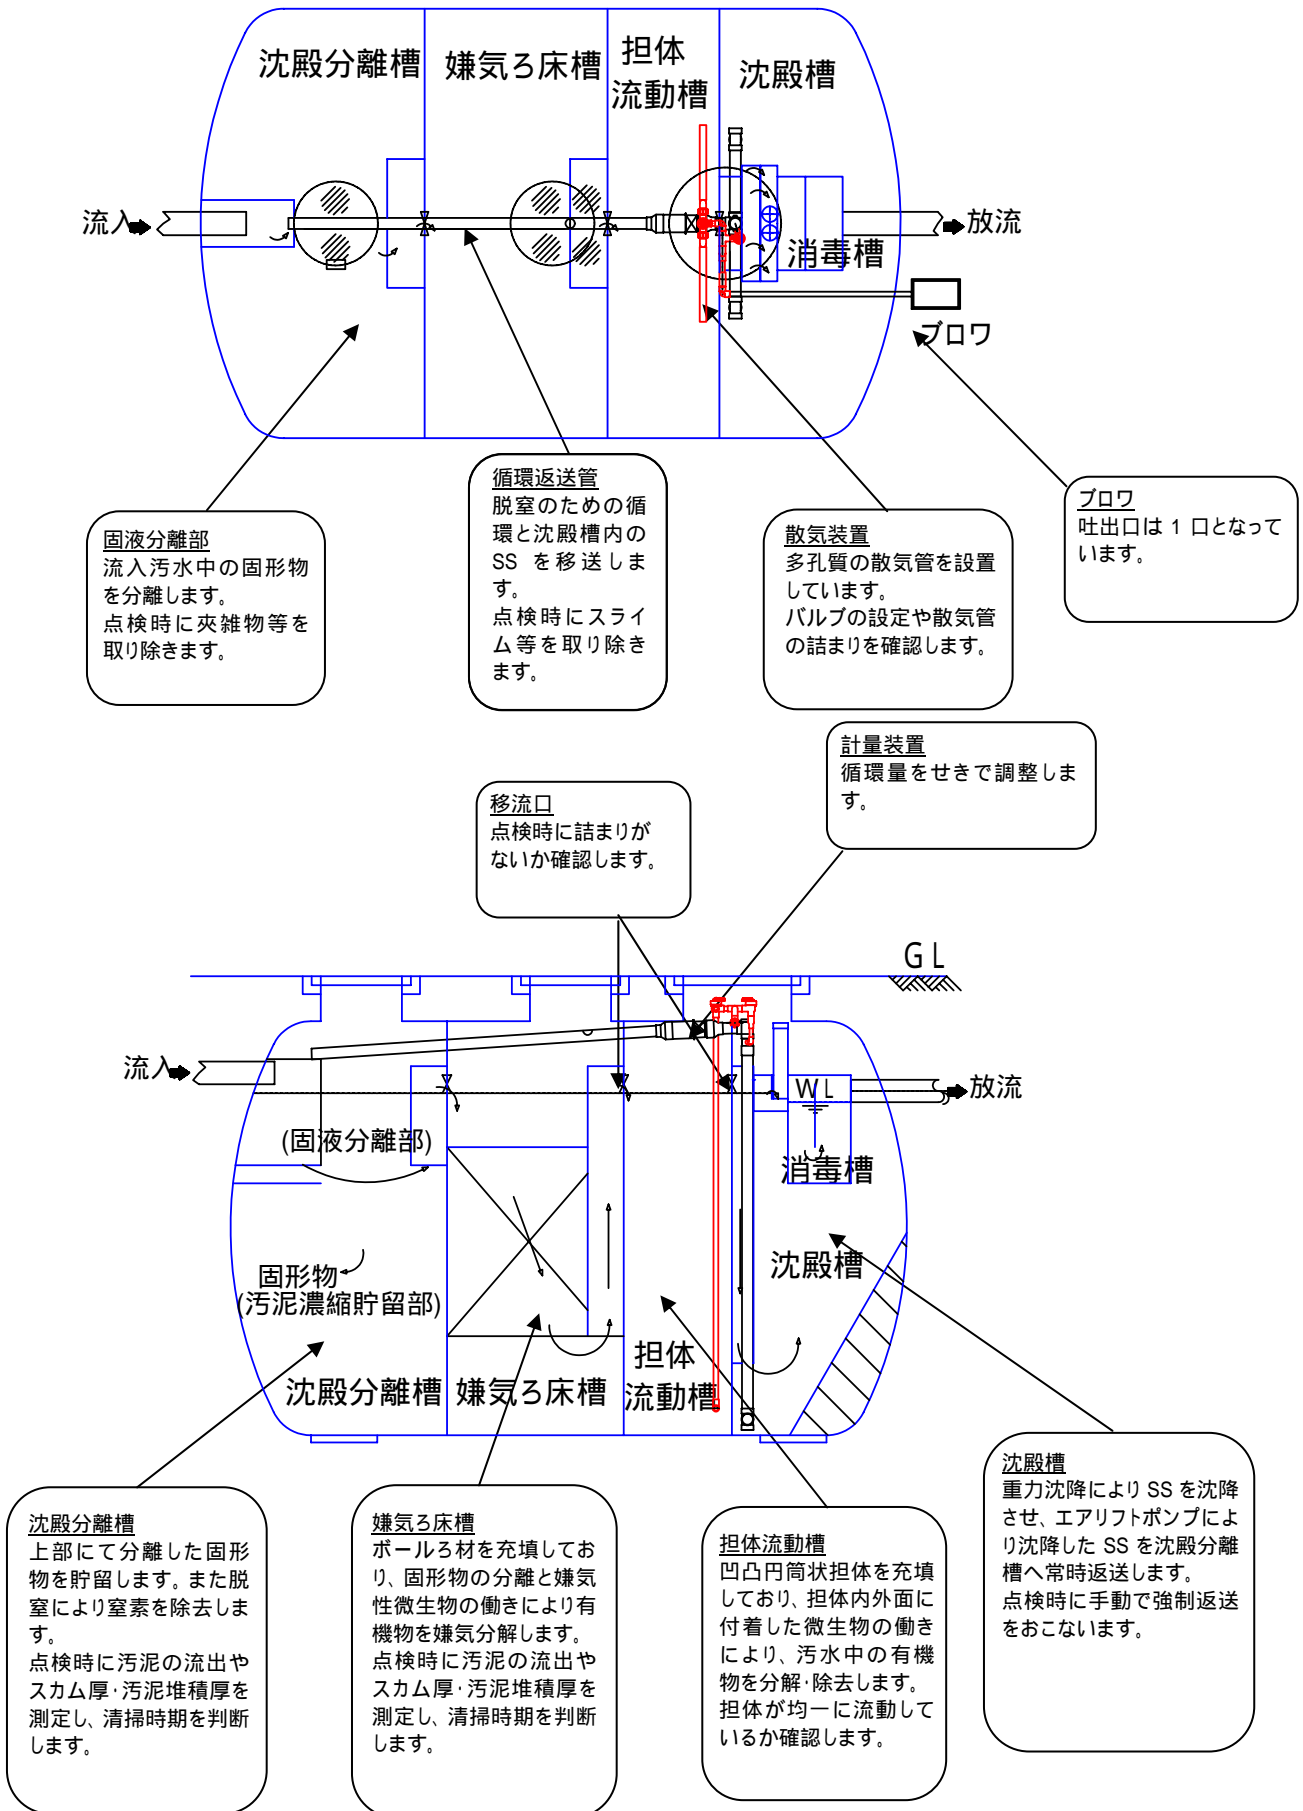 沈殿分離槽
嫌気ろ床槽
担体
流動槽
沈殿槽
流入
放流
消毒槽
ブロワ
固液分離部
流入汚水中の固形物
を分離します。
点検時に夾雑物等を
取り除きます。
循環返送管
脱窒のための循
環と沈殿槽内の
SS を移送しま
す。
点検時にスライ
ム等を取り除き
ます。
散気装置
多孔質の散気管を設置
しています。
バルブの設定や散気管
の詰まりを確認します。
ブロワ
吐出口は 1 口となって
います。
計量装置
循環量をせきで調整しま
す。
移流口
点検時に詰まりが
ないか確認します。
GL
流入
WL
放流
(固液分離部)
消毒槽
固形物
(汚泥濃縮貯留部)
沈殿槽
沈殿分離槽
嫌気ろ床槽
担体
流動槽
沈殿分離槽
上部にて分離した固形
物を貯留します。また脱
窒により窒素を除去しま
す。
点検時に汚泥の流出や
スカム厚・汚泥堆積厚を
測定し、清掃時期を判断
します。
嫌気ろ床槽
ボールろ材を充填してお
り、固形物の分離と嫌気
性微生物の働きにより有
機物を嫌気分解します。
点検時に汚泥の流出や
スカム厚・汚泥堆積厚を
測定し、清掃時期を判断
します。
担体流動槽
凹凸円筒状担体を充填
しており、担体内外面に
付着した微生物の働き
により、汚水中の有機
物を分解・除去します。
担体が均一に流動して
いるか確認します。
沈殿槽
重力沈降により SS を沈降
させ、エアリフトポンプによ
り沈降した SS を沈殿分離
槽へ常時返送します。
点検時に手動で強制返送
をおこないます。